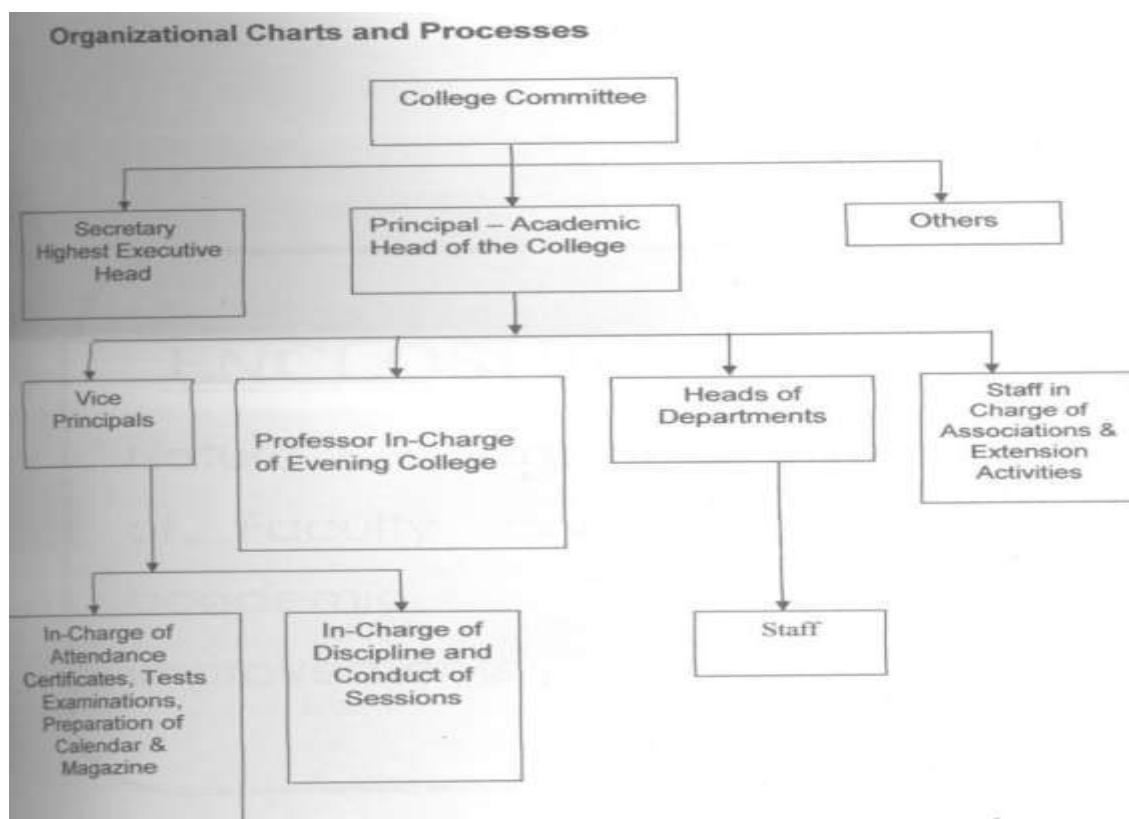 Organizational Charts and Processes
College Committee
Secretary
Highest Executive
Head
Principal – Academic
Head of the College
Others
Vice
Principals
Professor In-Charge
of Evening College
Heads of
Departments
Staff in
Charge of
Associations &
Extension
Activities
In-Charge of
Attendance
Certificates, Tests
Examinations,
Preparation of
Calendar &
Magazine
In-Charge of
Discipline and
Conduct of
Sessions
Staff